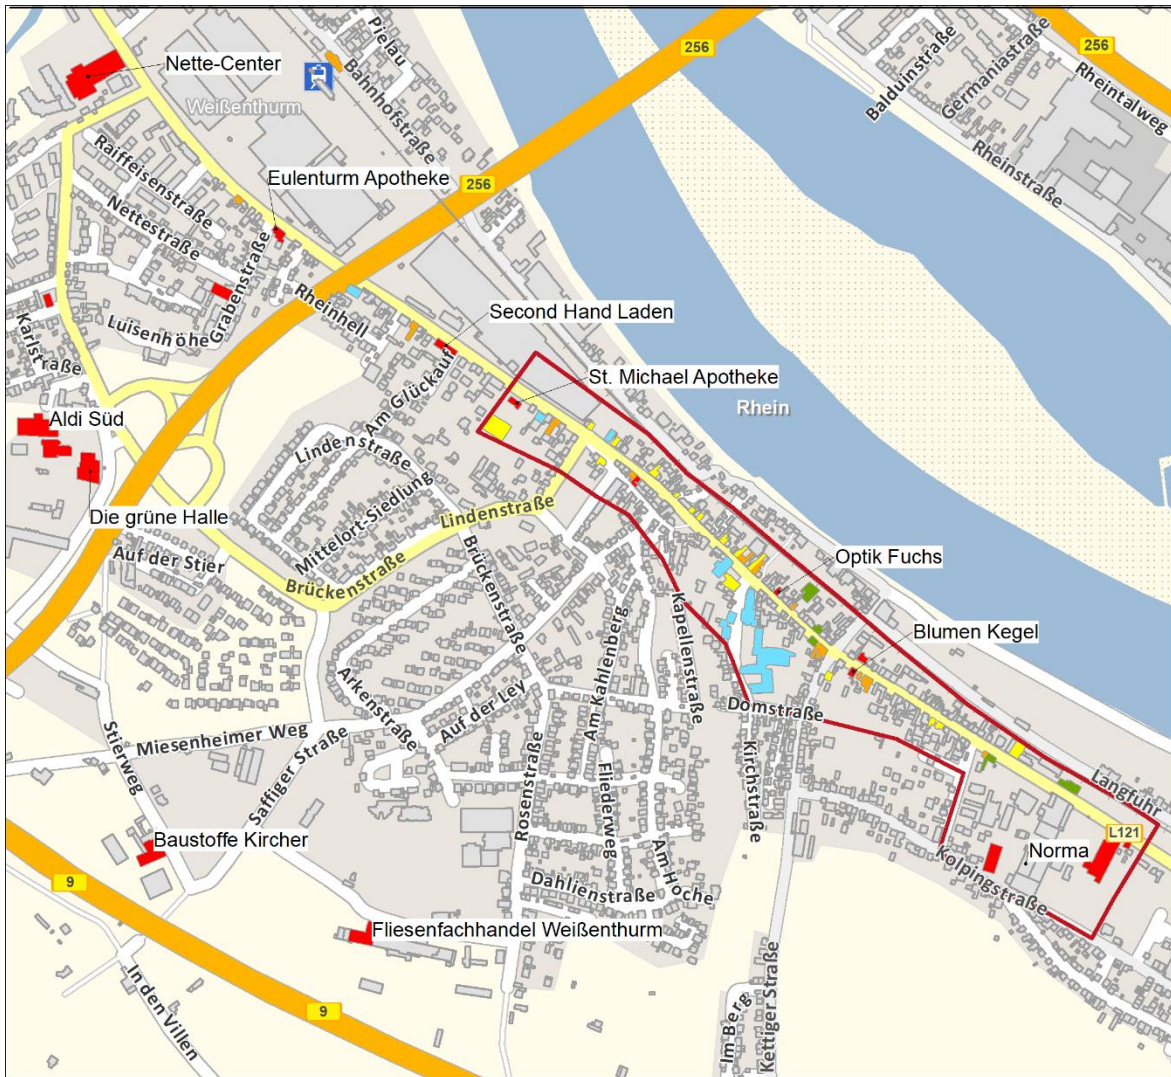 256
256
Pielau
Bahnhofstraße
Nette-Center
Weißenthurm
Balduinstraße
Germaniastraße
Rheintalweg
Rheinstraße
Raiffeisenstraße
Nettestraße
Eulenturm Apotheke
256
Grabenstraße
Rheinhell
Luisenhöhe
Karlstraße
Second Hand Laden
Am Glückauf
St. Michael Apotheke
Rhein
Aldi Süd
Lindenstraße
Die grüne Halle
Mittelort-Siedlung
Lindenstraße
Auf der Stier
Brückenstraße
Brückenstraße
Optik Fuchs
Kapellenstraße
Am Kahlenberg
Blumen Kegel
Arkenstraße
Auf der Ley
Domstraße
Miesenheimer Weg
Stierweg
Saffiger Straße
Rosenstraße
Fliederweg
Kirchstraße
Langfuhr
L121
Baustoffe Kircher
Am Hoche
Norma
Kolpingstraße
9
Dahlienstraße
Fliesenfachhandel Weißenthurm
In den Villen
Im Berg
Kettiger Straße
9